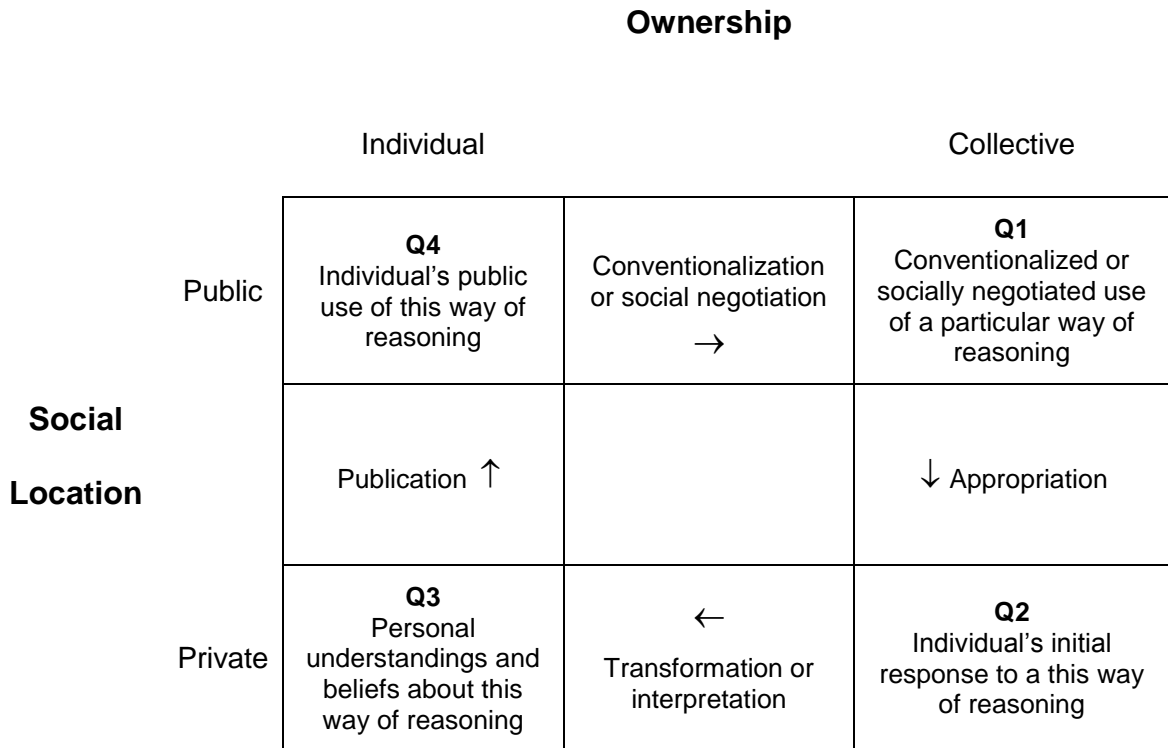 Ownership
Individual
Collective
Public
Q4
Individual’s public
use of this way of
reasoning
Conventionalization
or social negotiation
→
Q1
Conventionalized or
socially negotiated use
of a particular way of
reasoning
Social
Location
Publication ↑
↓ Appropriation
Private
Q3
Personal
understandings and
beliefs about this
way of reasoning
←
Transformation or
interpretation
Q2
Individual’s initial
response to a this way
of reasoning